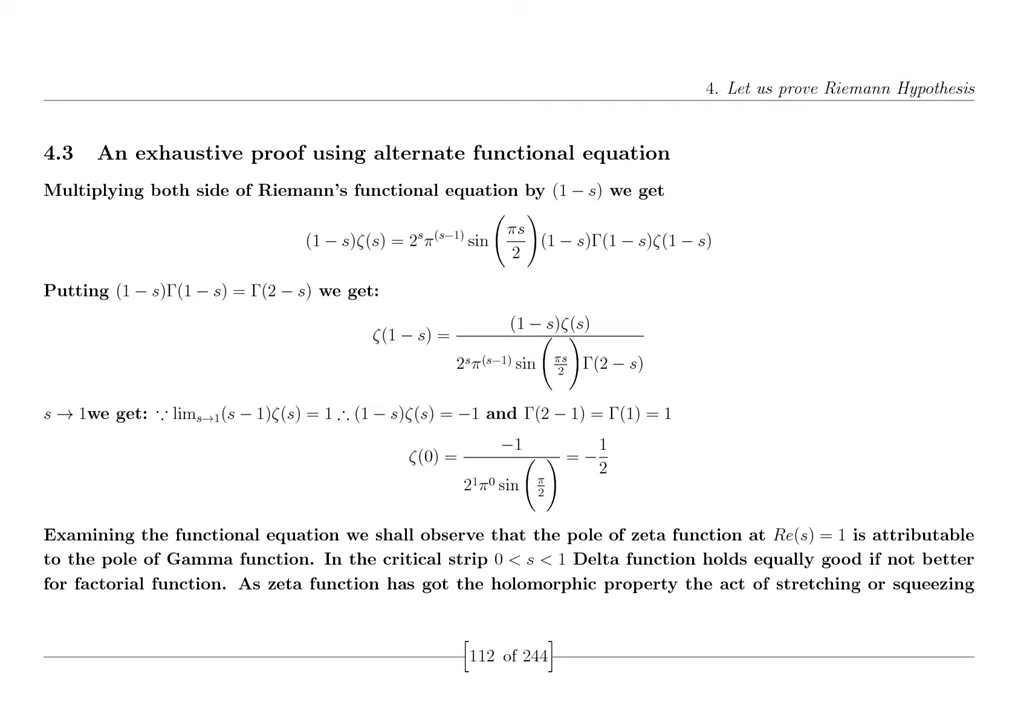 4. Let us prove Riemann Hypothesis
4.3 An exhaustive proof using alternate functional equation
Multiplying both side of Riemann's functional equation by (1 − s) we get
(1 − s)ζ(s) = 2^s π^(s−1) sin(πs/2)(1 − s)Γ(1 − s)ζ(1 − s)
Putting (1 − s)Γ(1 − s) = Γ(2 − s) we get:
ζ(1 − s) = (1 − s)ζ(s) / 2^s π^(s−1) sin(πs/2)Γ(2 − s)
s → 1we get: ∵ lim_{s→1}(s − 1)ζ(s) = 1 ∴ (1 − s)ζ(s) = −1 and Γ(2 − 1) = Γ(1) = 1
ζ(0) = −1 / 2^1 π^0 sin(π/2) = −1/2
Examining the functional equation we shall observe that the pole of zeta function at Re(s) = 1 is attributable
to the pole of Gamma function. In the critical strip 0 < s < 1 Delta function holds equally good if not better
for factorial function. As zeta function has got the holomorphic property the act of stretching or squeezing
[112 of 244]